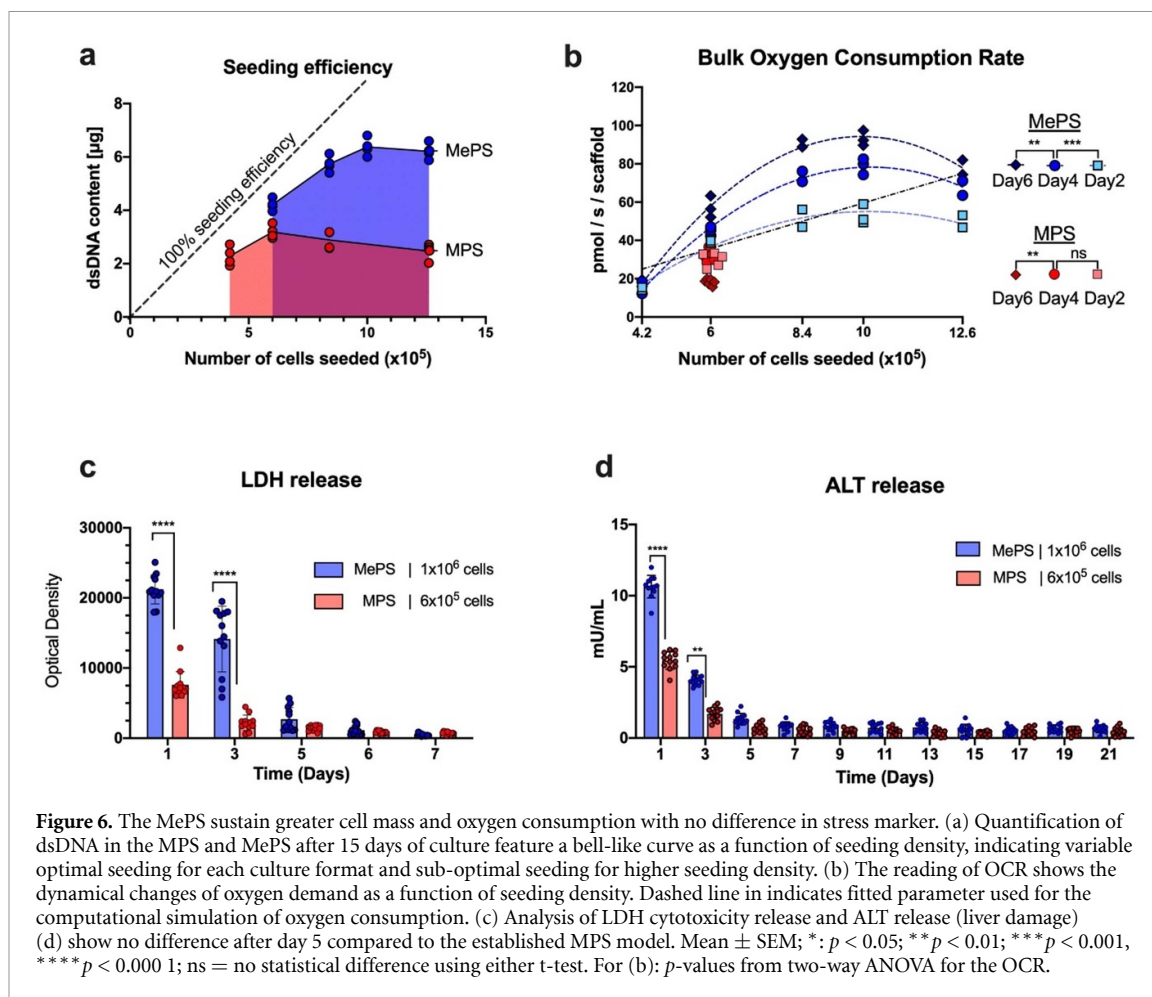 a
Seeding efficiency
8
6
4
2
0
dsDNA content [µg]
100% seeding efficiency
MePS
MPS
0
5
10
15
Number of cells seeded (x10⁵)
b
Bulk Oxygen Consumption Rate
120
100
80
60
40
20
0
pmol / s / scaffold
4.2
6
8.4
10
12.6
Number of cells seeded (x10⁵)
MePS
** ***
Day6 Day4 Day2
MPS
** ns
Day6 Day4 Day2
c
LDH release
30000
20000
10000
0
Optical Density
****
****
MePS | 1x10⁶ cells
MPS | 6x10⁵ cells
1 3 5 6 7
Time (Days)
d
ALT release
15
10
5
0
mU/mL
****
**
MePS | 1x10⁶ cells
MPS | 6x10⁵ cells
1 3 5 7 9 11 13 15 17 19 21
Time (Days)
Figure 6. The MePS sustain greater cell mass and oxygen consumption with no difference in stress marker. (a) Quantification of
dsDNA in the MPS and MePS after 15 days of culture feature a bell-like curve as a function of seeding density, indicating variable
optimal seeding for each culture format and sub-optimal seeding for higher seeding density. (b) The reading of OCR shows the
dynamical changes of oxygen demand as a function of seeding density. Dashed line in indicates fitted parameter used for the
computational simulation of oxygen consumption. (c) Analysis of LDH cytotoxicity release and ALT release (liver damage)
(d) show no difference after day 5 compared to the established MPS model. Mean ± SEM; *: p < 0.05; **p < 0.01; ***p < 0.001,
****p < 0.000 1; ns = no statistical difference using either t-test. For (b): p-values from two-way ANOVA for the OCR.